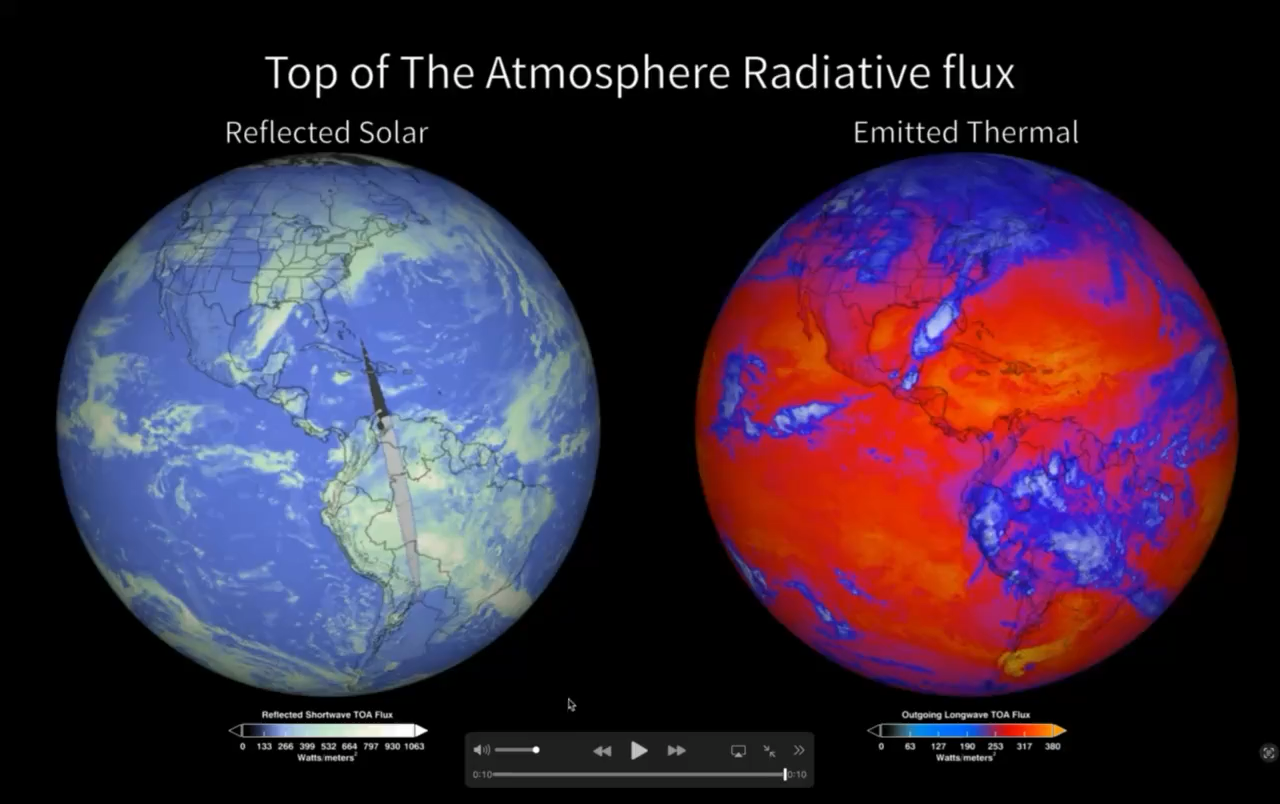 Top of The Atmosphere Radiative flux
Reflected Solar
Emitted Thermal
Reflected Shortwave TOA Flux
0 133 266 399 532 664 797 930 1063
Watts/meters²
Outgoing Longwave TOA Flux
0 63 127 190 253 317 380
Watts/meters²
0:10
0:10